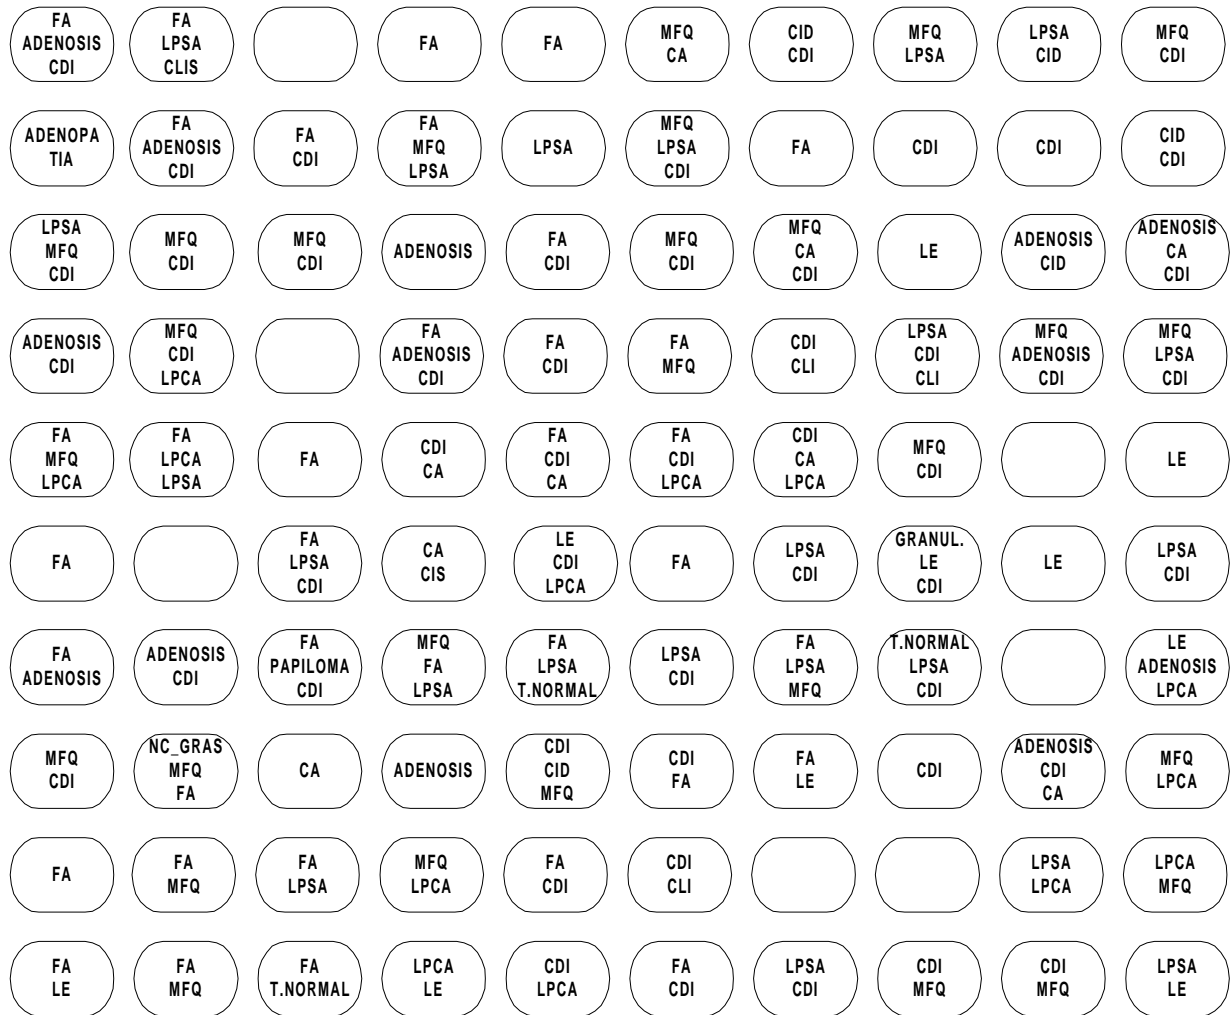 FA
ADENOSIS
CDI
FA
LPSA
CLIS
FA
FA
MFQ
CA
CID
CDI
MFQ
LPSA
LPSA
CID
MFQ
CDI
ADENOPA
TIA
FA
ADENOSIS
CDI
FA
CDI
FA
MFQ
LPSA
LPSA
MFQ
LPSA
CDI
FA
CDI
CDI
CID
CDI
LPSA
MFQ
CDI
MFQ
CDI
MFQ
CDI
ADENOSIS
FA
CDI
MFQ
CDI
MFQ
CA
CDI
LE
ADENOSIS
CID
ADENOSIS
CA
CDI
ADENOSIS
CDI
MFQ
CDI
LPCA
FA
ADENOSIS
CDI
FA
CDI
FA
MFQ
CDI
CLI
LPSA
CDI
CLI
MFQ
ADENOSIS
CDI
MFQ
LPSA
CDI
FA
MFQ
LPCA
FA
LPCA
LPSA
FA
CDI
CA
FA
CDI
CA
FA
CDI
LPCA
CDI
CA
LPCA
MFQ
CDI
LE
FA
FA
LPSA
CDI
CA
CIS
LE
CDI
LPCA
FA
LPSA
CDI
GRANUL.
LE
CDI
LE
LPSA
CDI
FA
ADENOSIS
ADENOSIS
CDI
FA
PAPILOMA
CDI
MFQ
FA
LPSA
FA
LPSA
T.NORMAL
LPSA
CDI
FA
LPSA
MFQ
T.NORMAL
LPSA
CDI
LE
ADENOSIS
LPCA
MFQ
CDI
NC_GRAS
MFQ
FA
CA
ADENOSIS
CDI
CID
MFQ
CDI
FA
FA
LE
CDI
ADENOSIS
CDI
CA
MFQ
LPCA
FA
FA
MFQ
FA
LPSA
MFQ
LPCA
FA
CDI
CDI
CLI
LPSA
LPCA
LPCA
MFQ
FA
LE
FA
MFQ
FA
T.NORMAL
LPCA
LE
CDI
LPCA
FA
CDI
LPSA
CDI
CDI
MFQ
CDI
MFQ
LPSA
LE